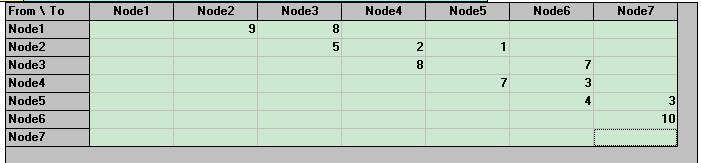 From \ To Node1 Node2 Node3 Node4 Node5 Node6 Node7
Node1 9 8
Node2 5 2 1
Node3 8 7
Node4 7 3
Node5 4 3
Node6 10
Node7